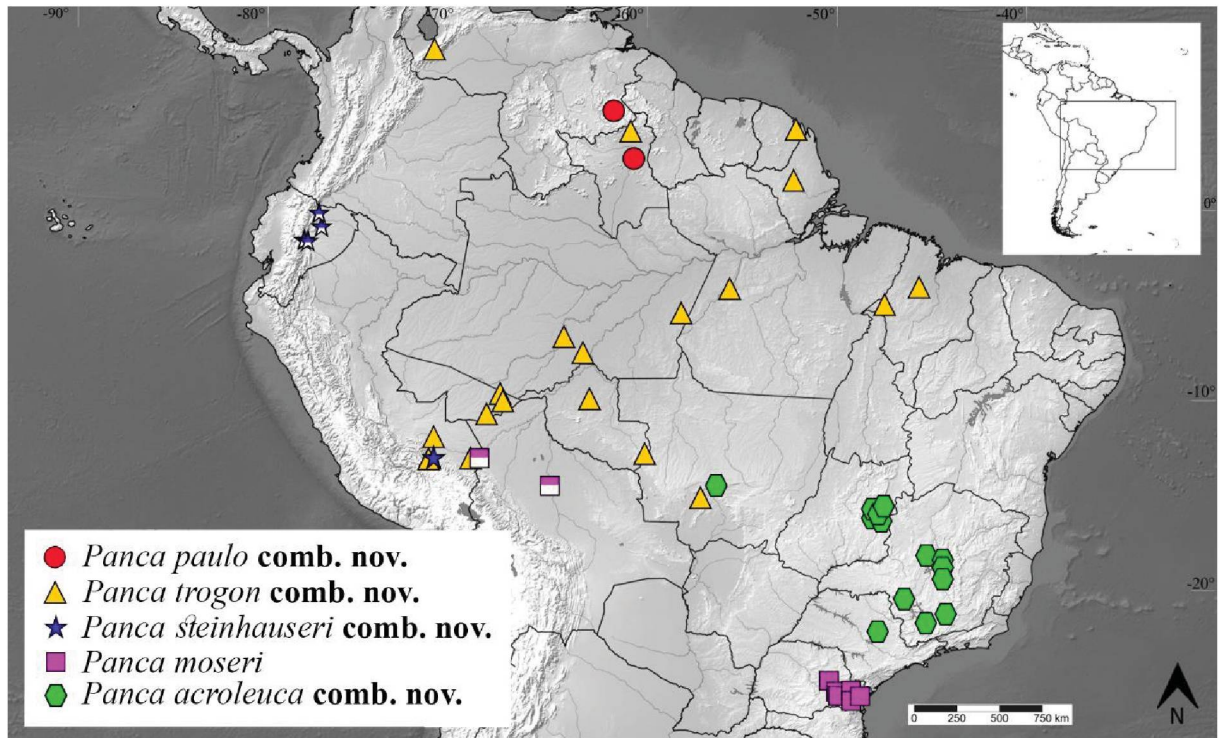 -80° -70° -60° -50° -40°
0°
-10°
-20°
Panca paulo comb. nov.
Panca trogon comb. nov.
Panca steinhauseri comb. nov.
Panca moseri
Panca acroleuca comb. nov.
0 250 500 750 km
N